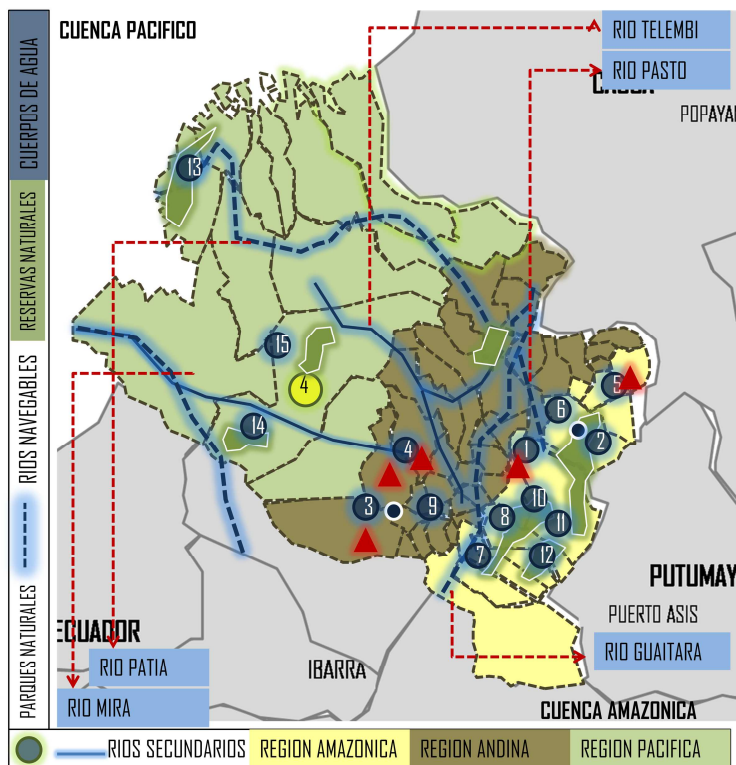 CUENCA PACIFICO
RIO TELEMBI
RIO PASTO
POPAYA
CUERPOS DE AGUA
RESERVAS NATURALES
RIOS NAVEGABLES
PARQUES NATURALES
13
15
4
14
5
6
2
1
4
3
9
10
8
11
7
12
PUTUMAY
PUERTO ASIS
RIO GUAITARA
ECUADOR
RIO PATIA
RIO MIRA
IBARRA
CUENCA AMAZONICA
RIOS SECUNDARIOS
REGION AMAZONICA
REGION ANDINA
REGION PACIFICA